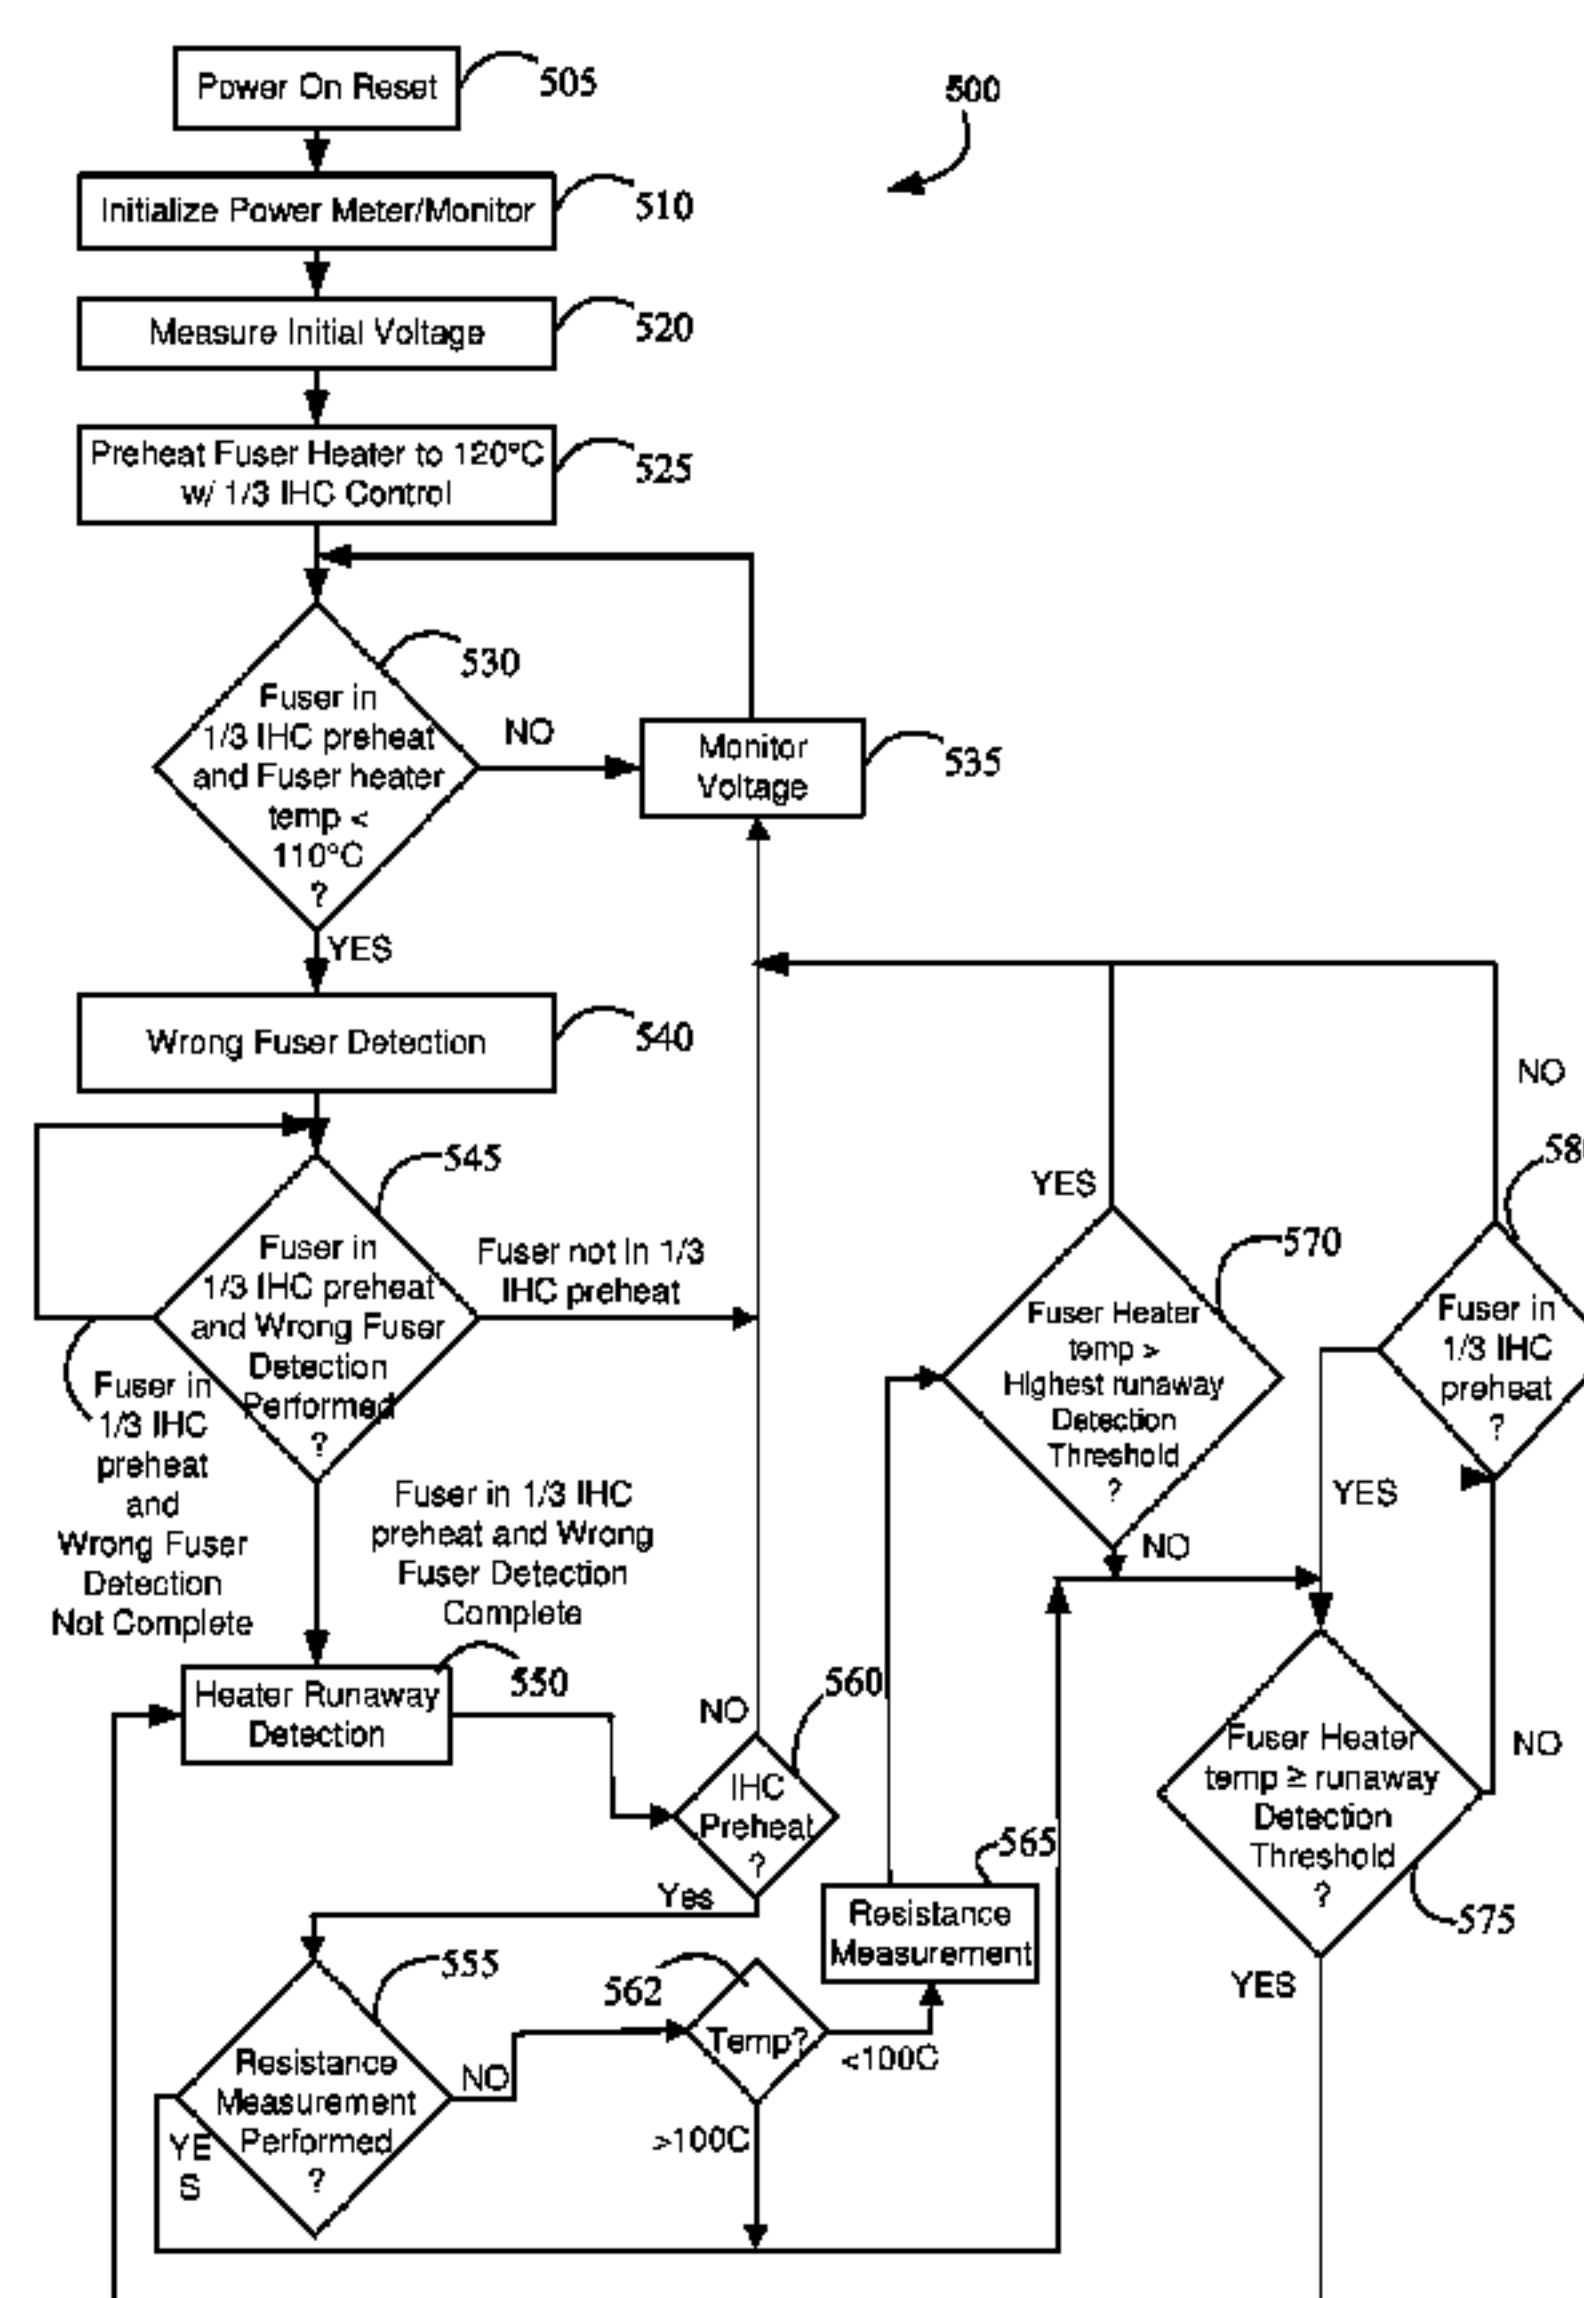 Power On Reset
505
500
Initialize Power Meter/Monitor
510
Measure Initial Voltage
520
Preheat Fuser Heater to 120°C
w/ 1/3 IHC Control
525
530
Fuser in
1/3 IHC preheat
and Fuser heater
temp <
110°C
?
NO
Monitor
Voltage
535
YES
Wrong Fuser Detection
540
NO
545
Fuser in
1/3 IHC preheat
and Wrong Fuser
Detection
Performed
?
Fuser not in 1/3
IHC preheat
YES
570
Fuser Heater
temp >
Highest runaway
Detection
Threshold
?
NO
Fuser in
1/3 IHC
preheat
?
YES
Fuser in
1/3 IHC
preheat
and
Wrong Fuser
Detection
Not Complete
Fuser in 1/3 IHC
preheat and Wrong
Fuser Detection
Complete
Heater Runaway
Detection
550
NO
560
IHC
Preheat
?
Yes
Fuser Heater
temp ≥ runaway
Detection
Threshold
?
NO
575
YES
565
Resistance
Measurement
555
Resistance
Measurement
Performed
?
NO
YE
S
562
Temp?
<100C
>100C